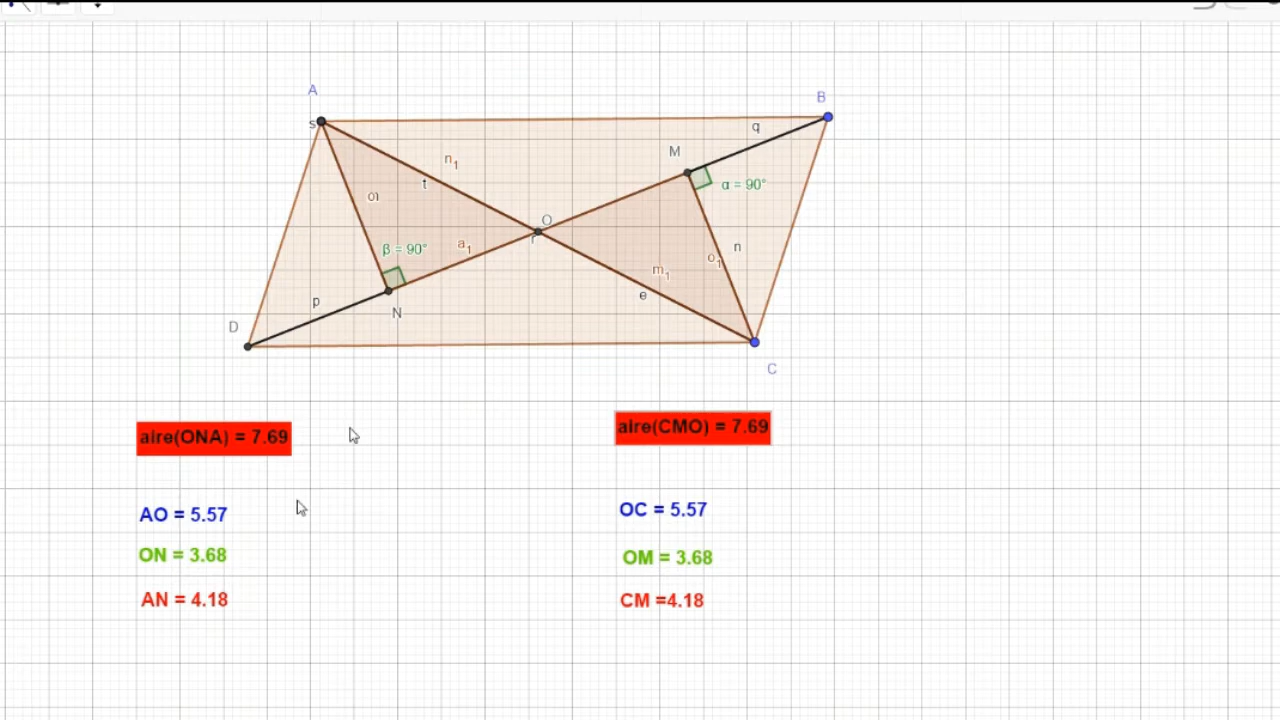 A
B
s
q
n₁
M
t
α = 90°
o₁
O
r
β = 90°
a₁
n
o₁
m₁
e
p
N
D
C
aire(ONA) = 7.69
aire(CMO) = 7.69
AO = 5.57
OC = 5.57
ON = 3.68
OM = 3.68
AN = 4.18
CM =4.18